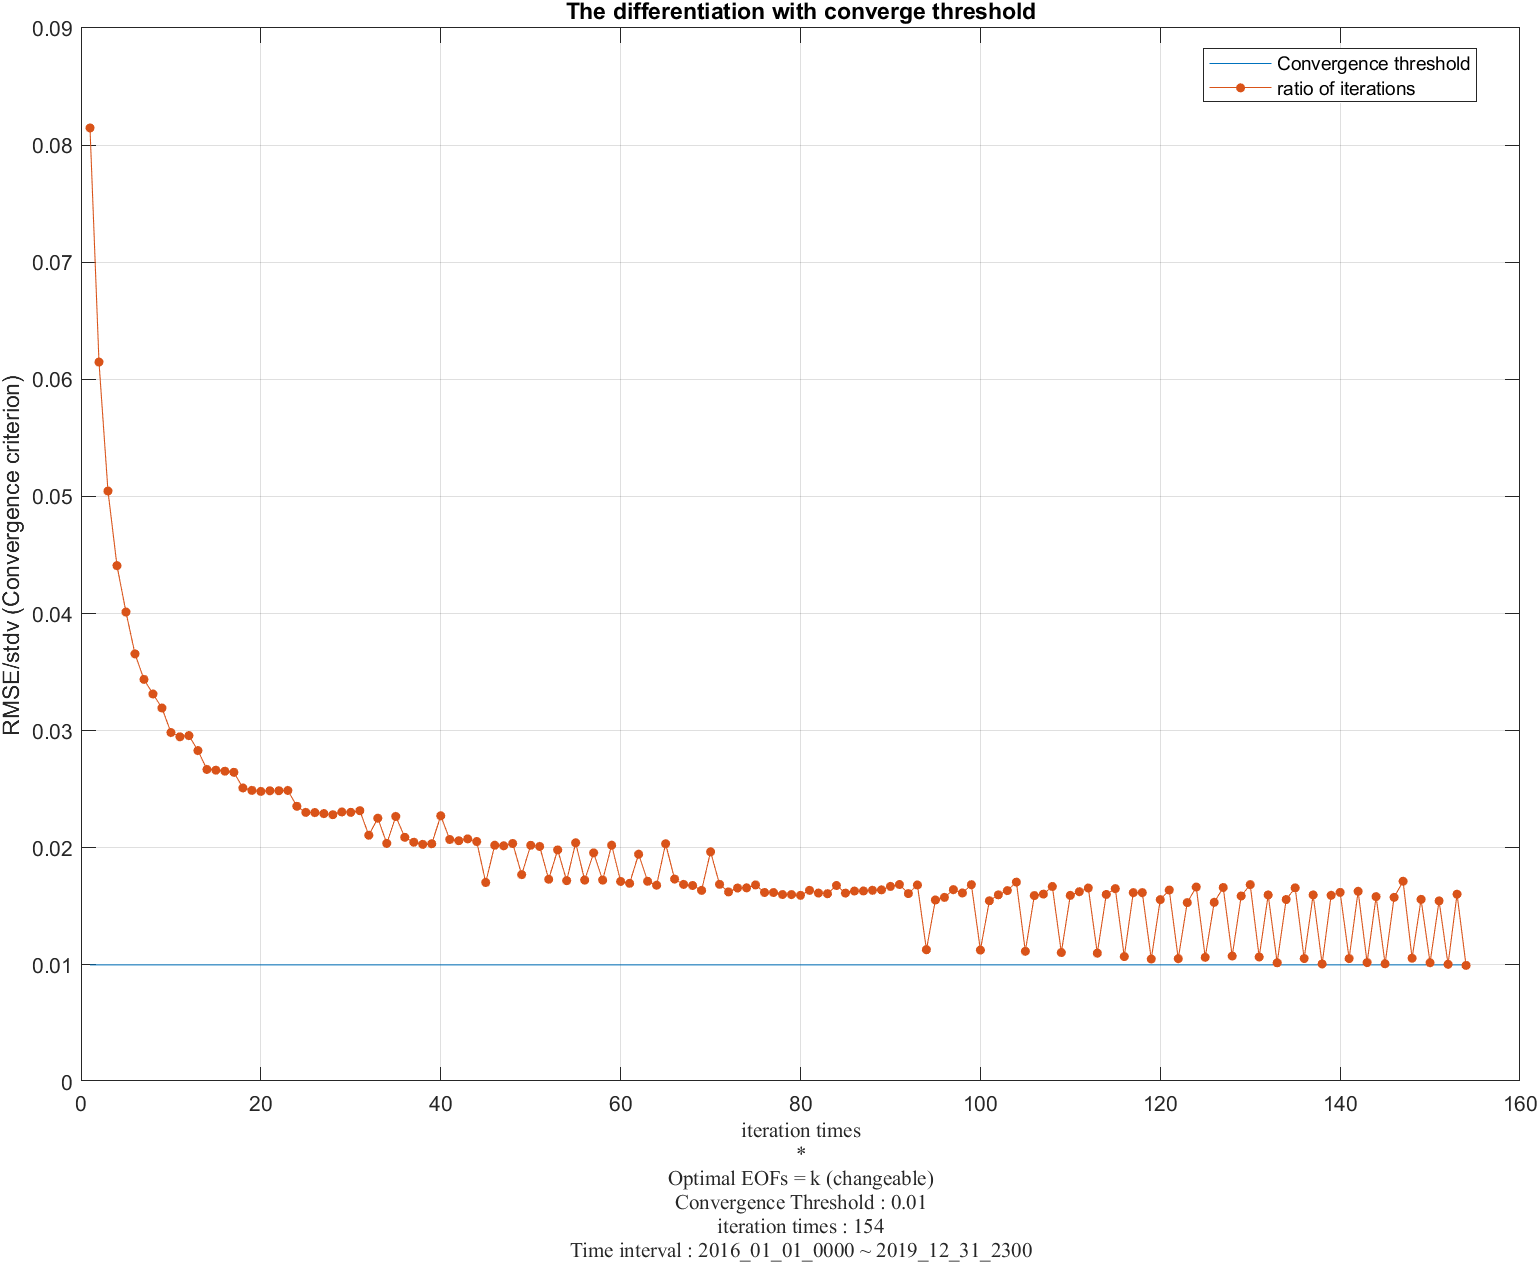 The differentiation with converge threshold
Convergence threshold
ratio of iterations
RMSE/stdv (Convergence criterion)
0.09
0.08
0.07
0.06
0.05
0.04
0.03
0.02
0.01
0
0 20 40 60 80 100 120 140 160
iteration times
*
Optimal EOFs = k (changeable)
Convergence Threshold : 0.01
iteration times : 154
Time interval : 2016_01_01_0000 ~ 2019_12_31_2300